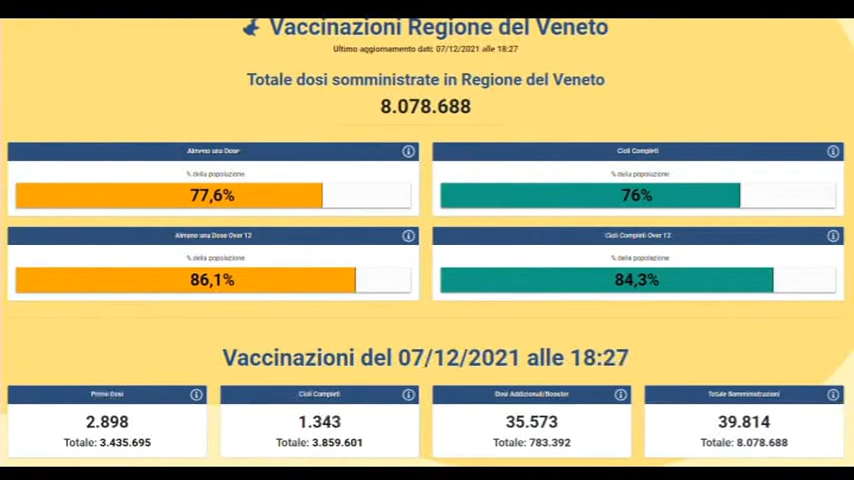 Vaccinazioni Regione del Veneto
Ultimo aggiornamento dati: 07/12/2021 alle 18:27
Totale dosi somministrate in Regione del Veneto
8.078.688
Almeno una Dose
Cicli Completi
% della popolazione
% della popolazione
77,6%
76%
Almeno una Dose Over 12
Cicli Completi Over 12
% della popolazione
% della popolazione
86,1%
84,3%
Vaccinazioni del 07/12/2021 alle 18:27
Prime Dosi
Cicli Completi
Dosi Addizionali/Booster
Totale Somministrazioni
2.898
1.343
35.573
39.814
Totale: 3.435.695
Totale: 3.859.601
Totale: 783.392
Totale: 8.078.688